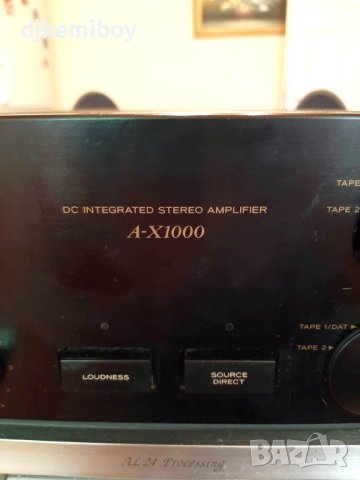 djkemiboy
DC INTEGRATED STEREO AMPLIFIER
A-X1000
TAPE
TAPE 2
TAPE 1/DAT
TAPE 2
LOUDNESS
SOURCE
DIRECT
AL 24 Processing
BAZAR
.bg